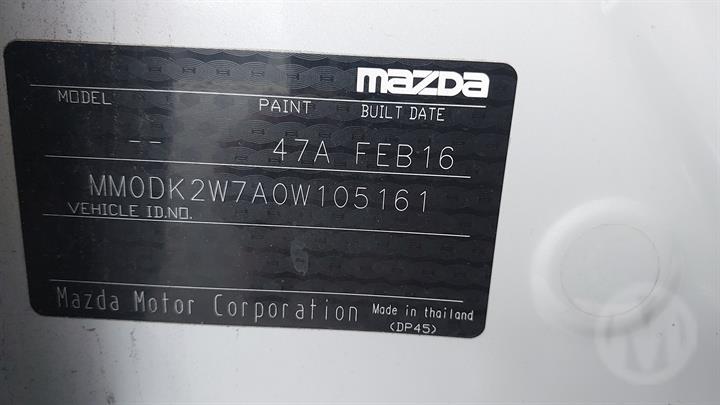 mazda
MODEL PAINT BUILT DATE
-- 47A FEB16
MM0DK2W7A0W105161
VEHICLE ID.NO.
Mazda Motor Corporation Made in thailand
(DP45)
M